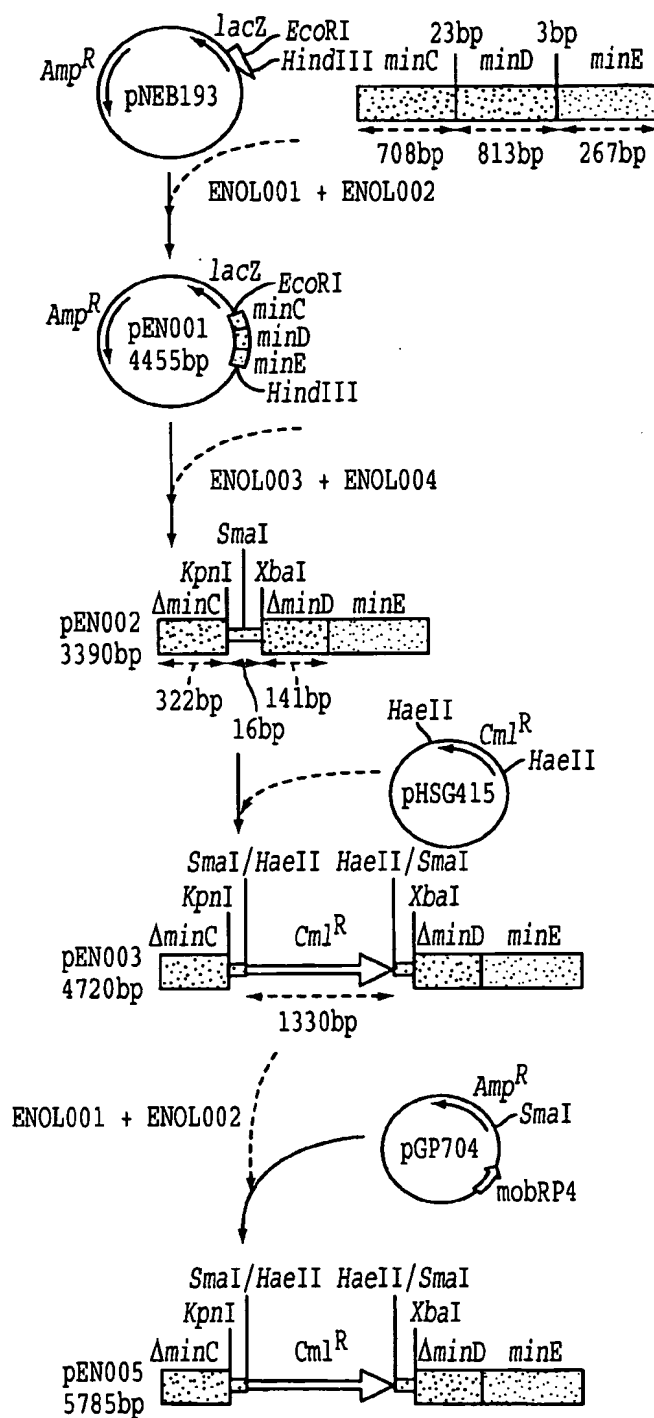 lacZ
EcoRI
HindIII
Amp^R
pNEB193
23bp 3bp
minC minD minE
708bp 813bp 267bp
ENOL001 + ENOL002
lacZ
EcoRI
Amp^R
pEN001
4455bp
minC
minD
minE
HindIII
ENOL003 + ENOL004
SmaI
KpnI XbaI
ΔminC ΔminD minE
pEN002
3390bp
322bp 16bp 141bp
HaeII
Cml^R
HaeII
pHSG415
SmaI/HaeII HaeII/SmaI
KpnI XbaI
ΔminC Cml^R ΔminD minE
pEN003
4720bp
1330bp
ENOL001 + ENOL002
Amp^R
SmaI
pGP704
mobRP4
SmaI/HaeII HaeII/SmaI
KpnI XbaI
ΔminC Cml^R ΔminD minE
pEN005
5785bp